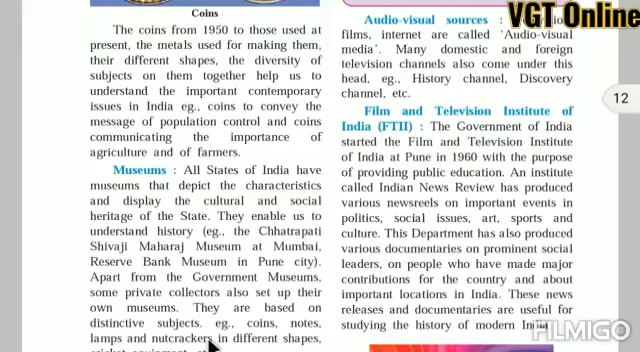 Coins
The coins from 1950 to those used at
present, the metals used for making them,
their different shapes, the diversity of
subjects on them together help us to
understand the important contemporary
issues in India eg., coins to convey the
message of population control and coins
communicating the importance of
agriculture and of farmers.
Museums : All States of India have
museums that depict the characteristics
and display the cultural and social
heritage of the State. They enable us to
understand history (eg., the Chhatrapati
Shivaji Maharaj Museum at Mumbai,
Reserve Bank Museum in Pune city).
Apart from the Government Museums,
some private collectors also set up their
own museums. They are based on
distinctive subjects. eg., coins, notes,
lamps and nutcrackers in different shapes,
Audio-visual sources :
films, internet are called 'Audio-visual
media'. Many domestic and foreign
television channels also come under this
head, eg., History channel, Discovery
channel, etc.
Film and Television Institute of
India (FTII) : The Government of India
started the Film and Television Institute
of India at Pune in 1960 with the purpose
of providing public education. An institute
called Indian News Review has produced
various newsreels on important events in
politics, social issues, art, sports and
culture. This Department has also produced
various documentaries on prominent social
leaders, on people who have made major
contributions for the country and about
important locations in India. These news
releases and documentaries are useful for
studying the history of modern India
VGT Online
12
FILMIGO